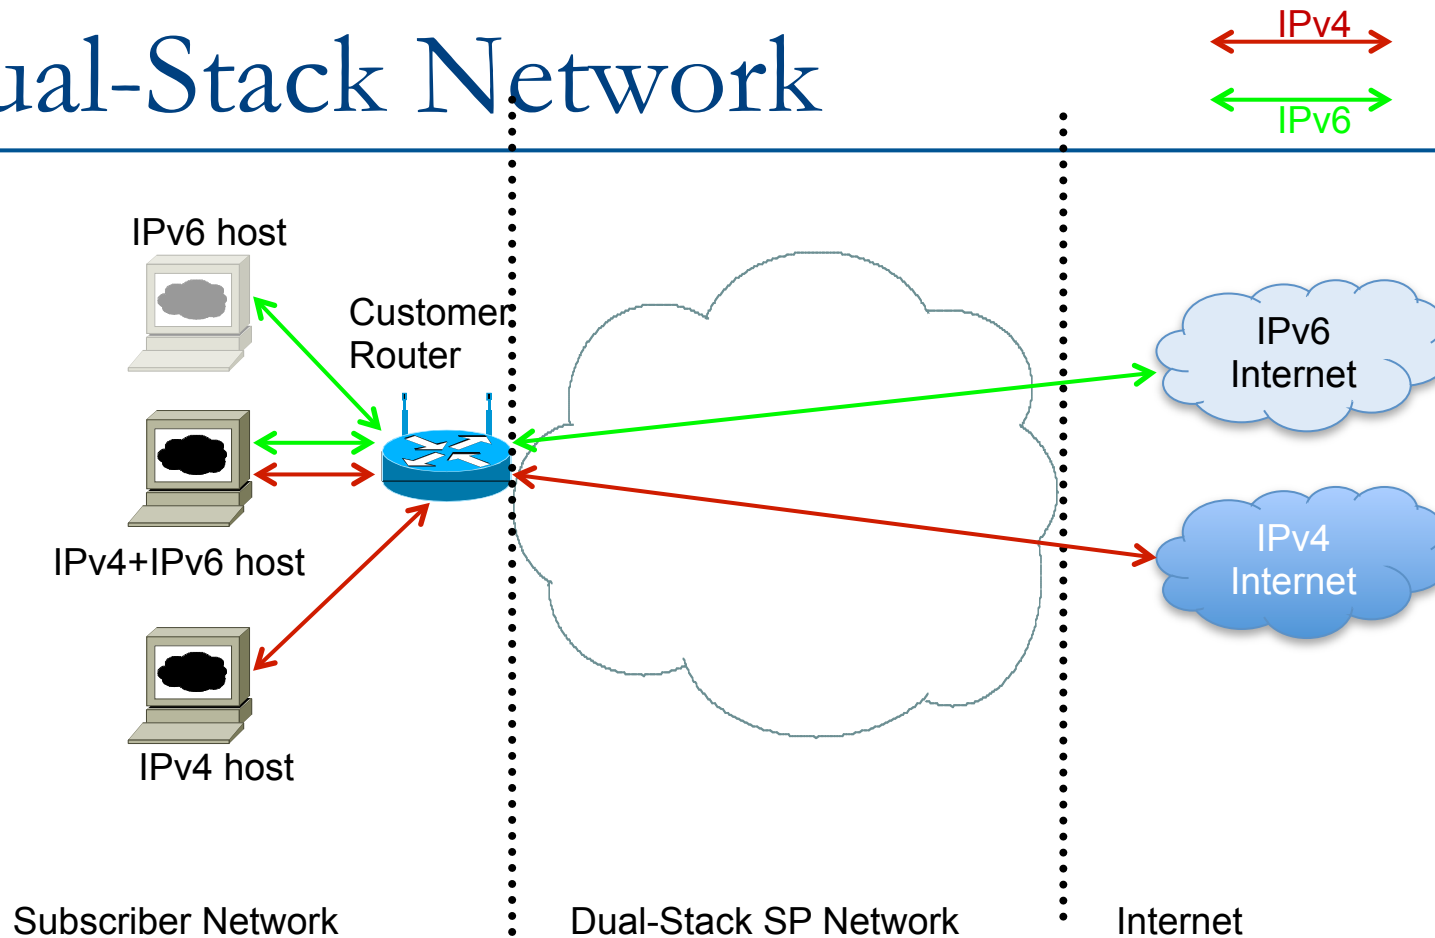 ual-Stack Network
IPv4
IPv6
IPv6 host
Customer
Router
IPv4+IPv6 host
IPv4 host
IPv6
Internet
IPv4
Internet
Subscriber Network
Dual-Stack SP Network
Internet